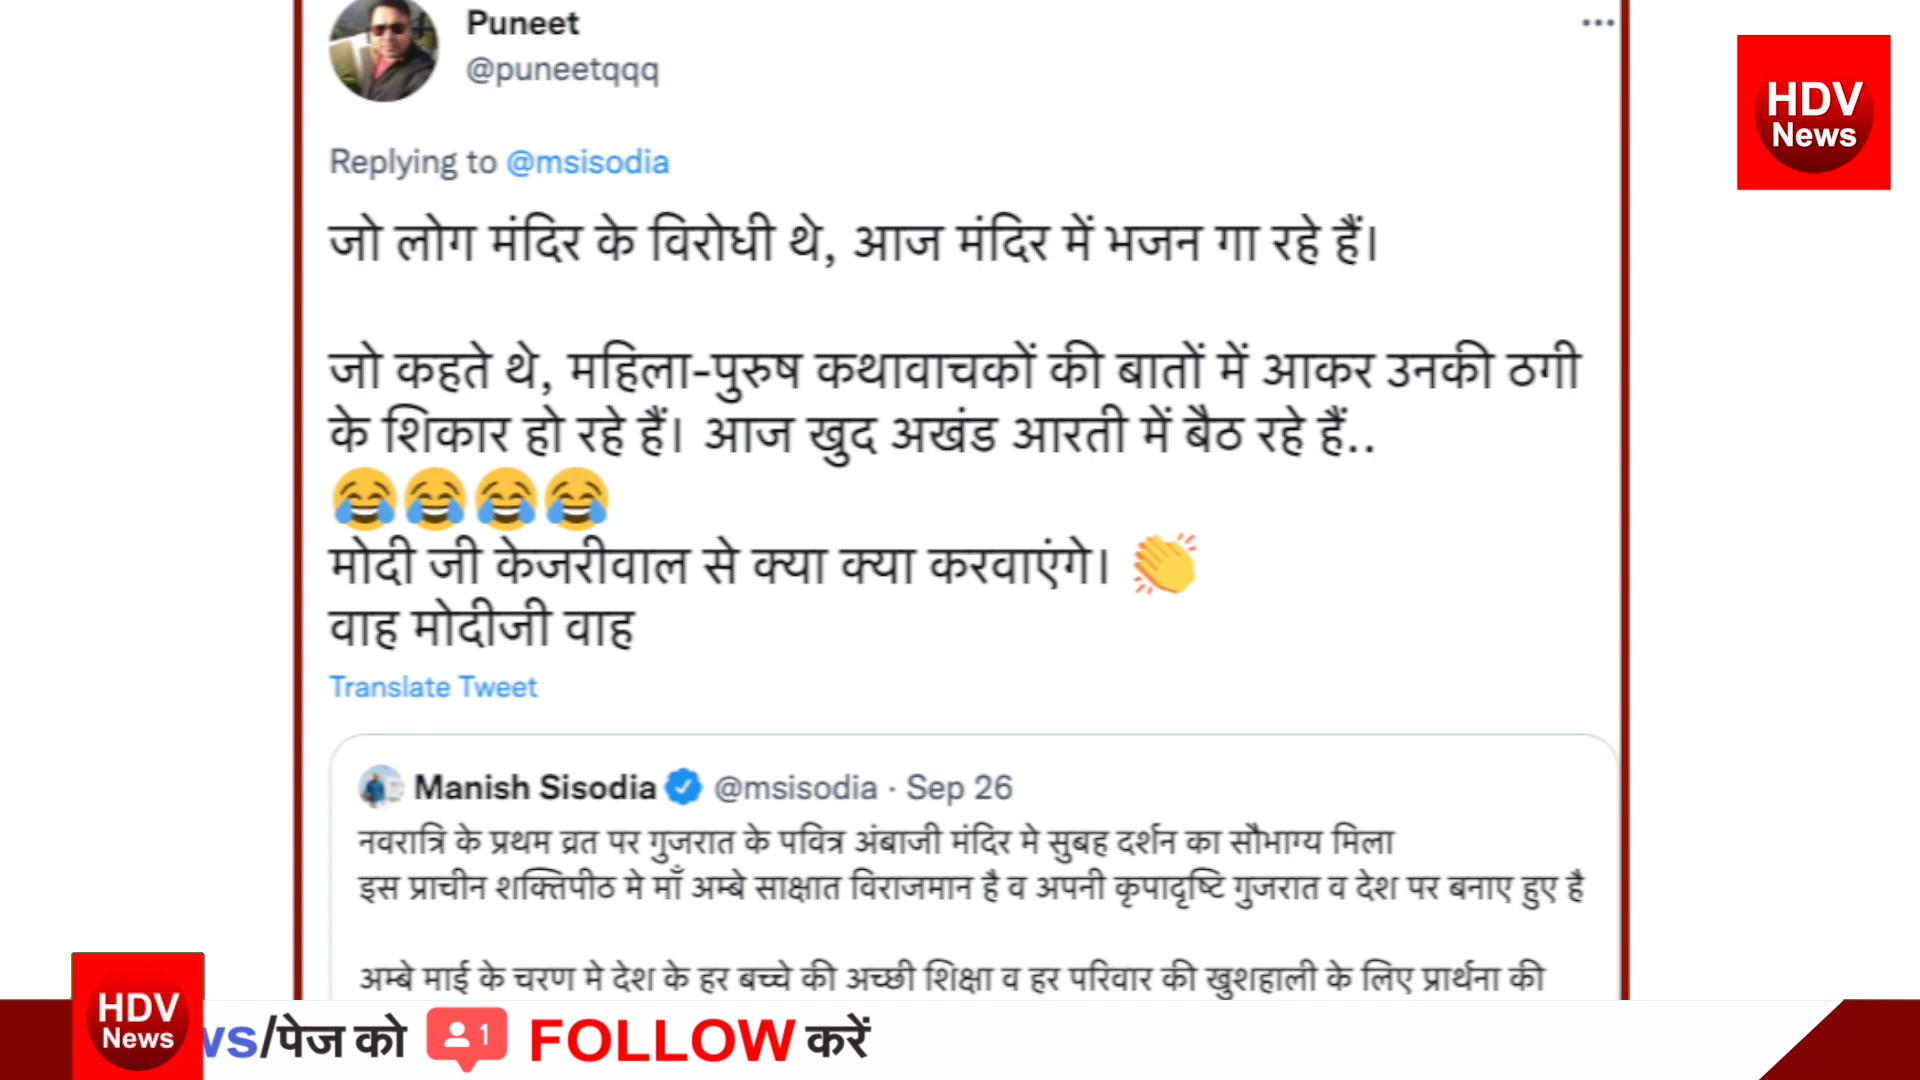 Puneet
@puneetqqq
HDV
News
Replying to @msisodia
जो लोग मंदिर के विरोधी थे, आज मंदिर में भजन गा रहे हैं।
जो कहते थे, महिला-पुरुष कथावाचकों की बातों में आकर उनकी ठगी
के शिकार हो रहे हैं। आज खुद अखंड आरती में बैठ रहे हैं..
😂😂😂😂
मोदी जी केजरीवाल से क्या क्या करवाएंगे। 👏
वाह मोदीजी वाह
Translate Tweet
Manish Sisodia @msisodia · Sep 26
नवरात्रि के प्रथम व्रत पर गुजरात के पवित्र अंबाजी मंदिर मे सुबह दर्शन का सौभाग्य मिला
इस प्राचीन शक्तिपीठ मे माँ अम्बे साक्षात विराजमान है व अपनी कृपादृष्टि गुजरात व देश पर बनाए हुए है
अम्बे माई के चरण मे देश के हर बच्चे की अच्छी शिक्षा व हर परिवार की खुशहाली के लिए प्रार्थना की
HDV
News
vs/पेज को 1 FOLLOW करें